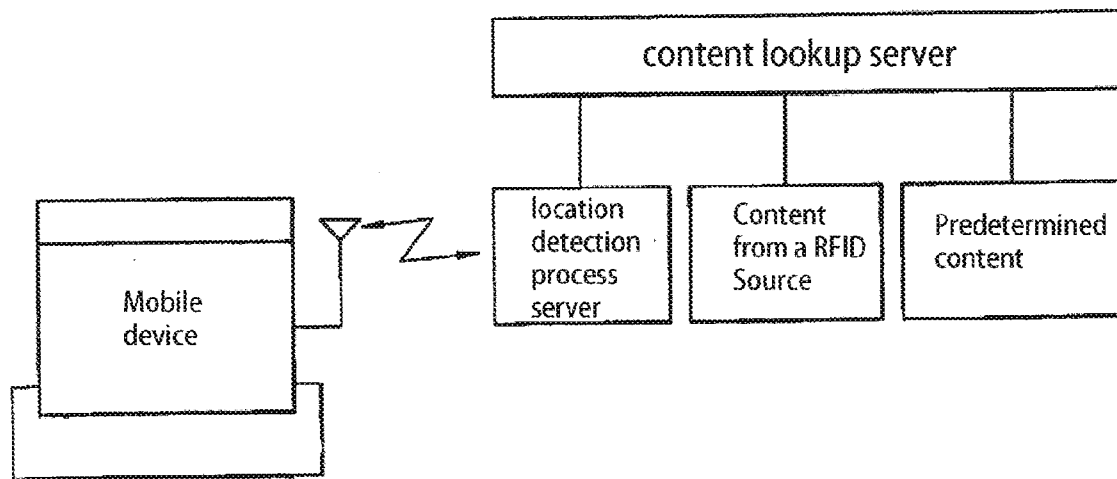 content lookup server
location
detection
process
server
Content
from a RFID
Source
Predetermined
content
Mobile
device